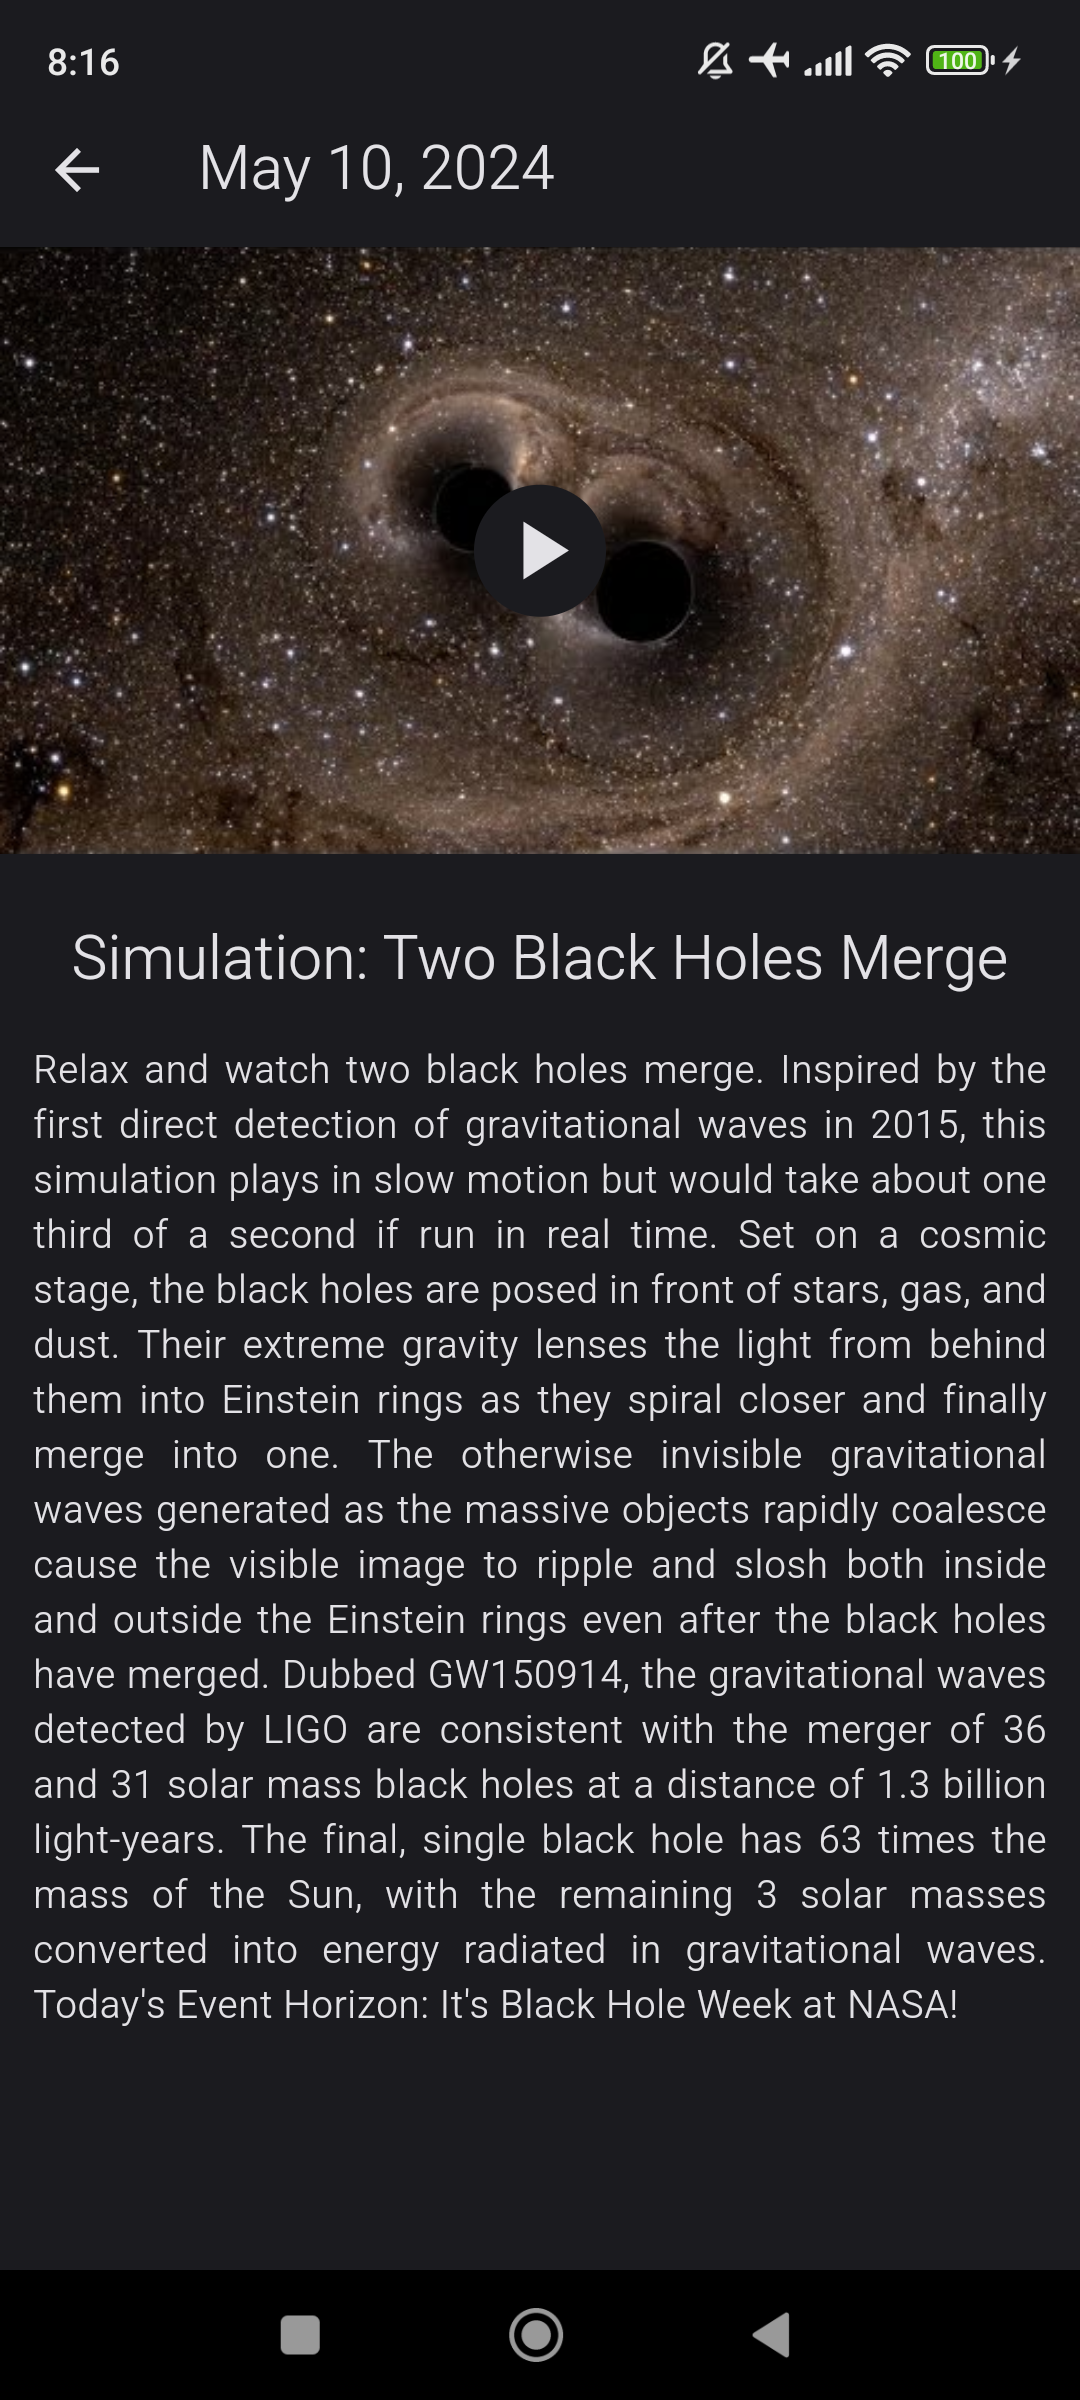 8:16
100
May 10, 2024
Simulation: Two Black Holes Merge
Relax and watch two black holes merge. Inspired by the
first direct detection of gravitational waves in 2015, this
simulation plays in slow motion but would take about one
third of a second if run in real time. Set on a cosmic
stage, the black holes are posed in front of stars, gas, and
dust. Their extreme gravity lenses the light from behind
them into Einstein rings as they spiral closer and finally
merge into one. The otherwise invisible gravitational
waves generated as the massive objects rapidly coalesce
cause the visible image to ripple and slosh both inside
and outside the Einstein rings even after the black holes
have merged. Dubbed GW150914, the gravitational waves
detected by LIGO are consistent with the merger of 36
and 31 solar mass black holes at a distance of 1.3 billion
light-years. The final, single black hole has 63 times the
mass of the Sun, with the remaining 3 solar masses
converted into energy radiated in gravitational waves.
Today's Event Horizon: It's Black Hole Week at NASA!